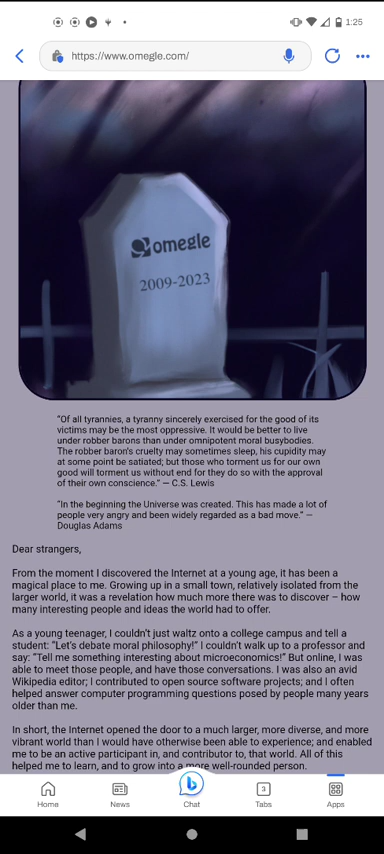 1:25
https://www.omegle.com/
omegle
2009-2023
“Of all tyrannies, a tyranny sincerely exercised for the good of its
victims may be the most oppressive. It would be better to live
under robber barons than under omnipotent moral busybodies.
The robber baron's cruelty may sometimes sleep, his cupidity may
at some point be satiated; but those who torment us for our own
good will torment us without end for they do so with the approval
of their own conscience.” — C.S. Lewis
“In the beginning the Universe was created. This has made a lot of
people very angry and been widely regarded as a bad move.” —
Douglas Adams
Dear strangers,
From the moment I discovered the Internet at a young age, it has been a
magical place to me. Growing up in a small town, relatively isolated from the
larger world, it was a revelation how much more there was to discover – how
many interesting people and ideas the world had to offer.
As a young teenager, I couldn't just waltz onto a college campus and tell a
student: “Let's debate moral philosophy!” I couldn't walk up to a professor and
say: “Tell me something interesting about microeconomics!” But online, I was
able to meet those people, and have those conversations. I was also an avid
Wikipedia editor; I contributed to open source software projects; and I often
helped answer computer programming questions posed by people many years
older than me.
In short, the Internet opened the door to a much larger, more diverse, and more
vibrant world than I would have otherwise been able to experience; and enabled
me to be an active participant in, and contributor to, that world. All of this
helped me to learn, and to grow into a more well-rounded person.
Home
News
Chat
3
Tabs
Apps